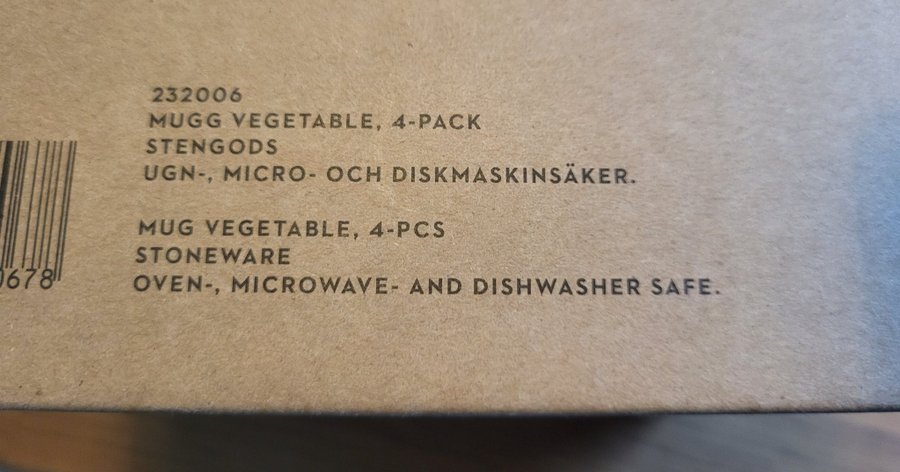 232006
MUGG VEGETABLE, 4-PACK
STENGODS
UGN-, MICRO- OCH DISKMASKINSÄKER.
MUG VEGETABLE, 4-PCS
STONEWARE
OVEN-, MICROWAVE- AND DISHWASHER SAFE.
678